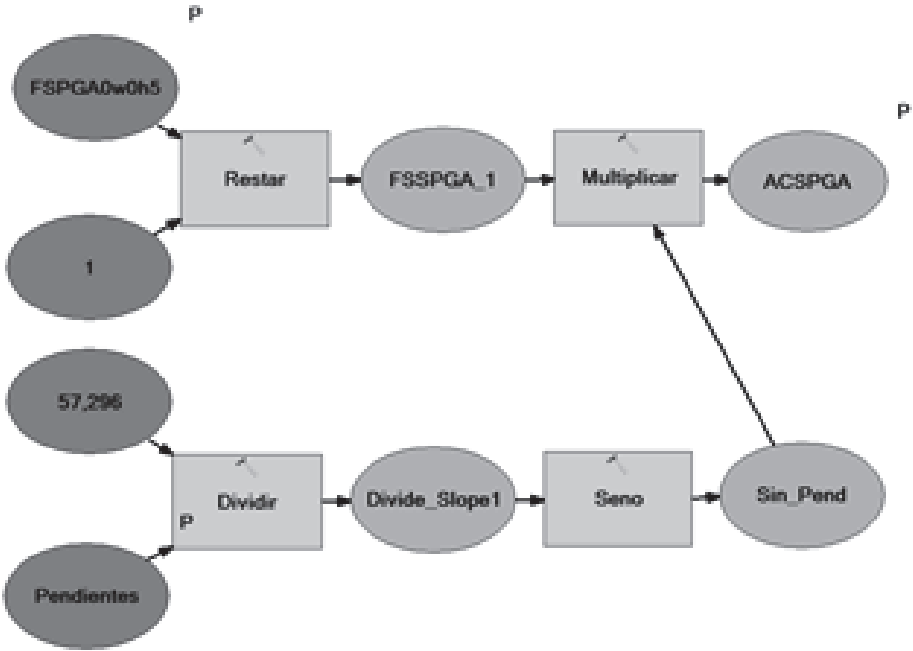 P
FSPGA0w0h5
P
Restar
FSSPGA_1
Multiplicar
ACSPGA
1
57,296
Dividir
Divide_Slope1
Seno
Sin_Pend
P
Pendientes